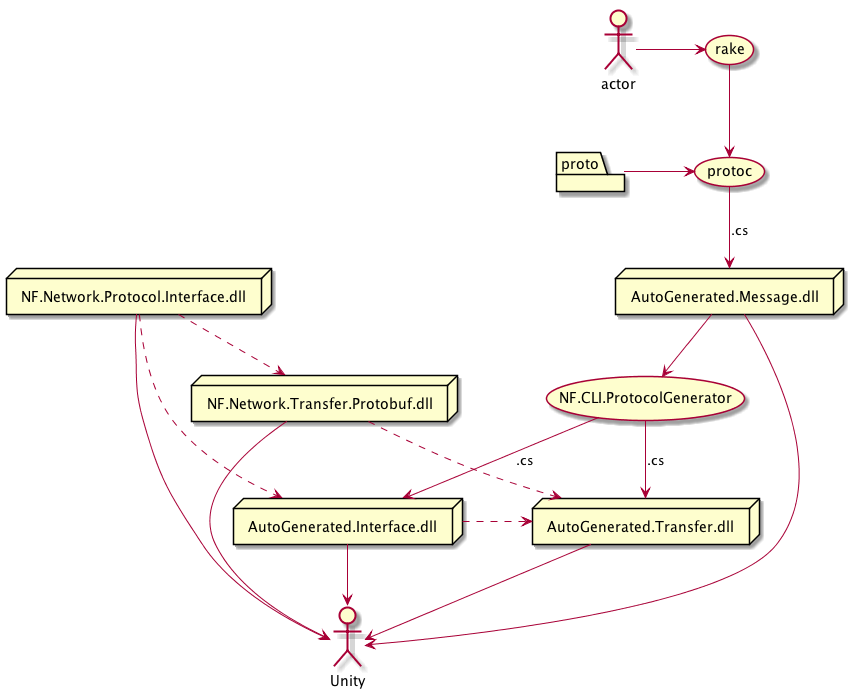 actor
rake
proto
protoc
.cs
NF.Network.Protocol.Interface.dll
AutoGenerated.Message.dll
NF.Network.Transfer.Protobuf.dll
NF.CLI.ProtocolGenerator
.cs
.cs
AutoGenerated.Interface.dll
AutoGenerated.Transfer.dll
Unity